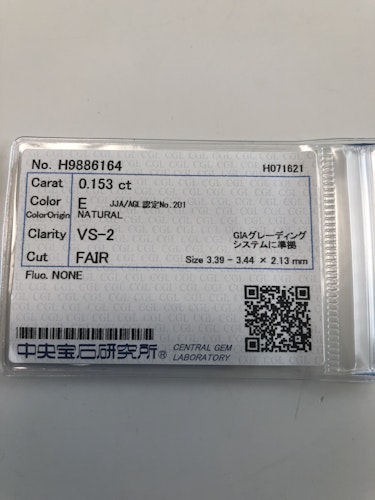 No. H9886164 H071621
Carat 0.153 ct
Color E JJA/AGL認定No.201
ColorOrigin NATURAL
Clarity VS-2 GIAグレーディング
システムに準拠
Cut FAIR Size 3.39 - 3.44 × 2.13 mm
Fluo. NONE
中央宝石研究所® CENTRAL GEM
LABORATORY